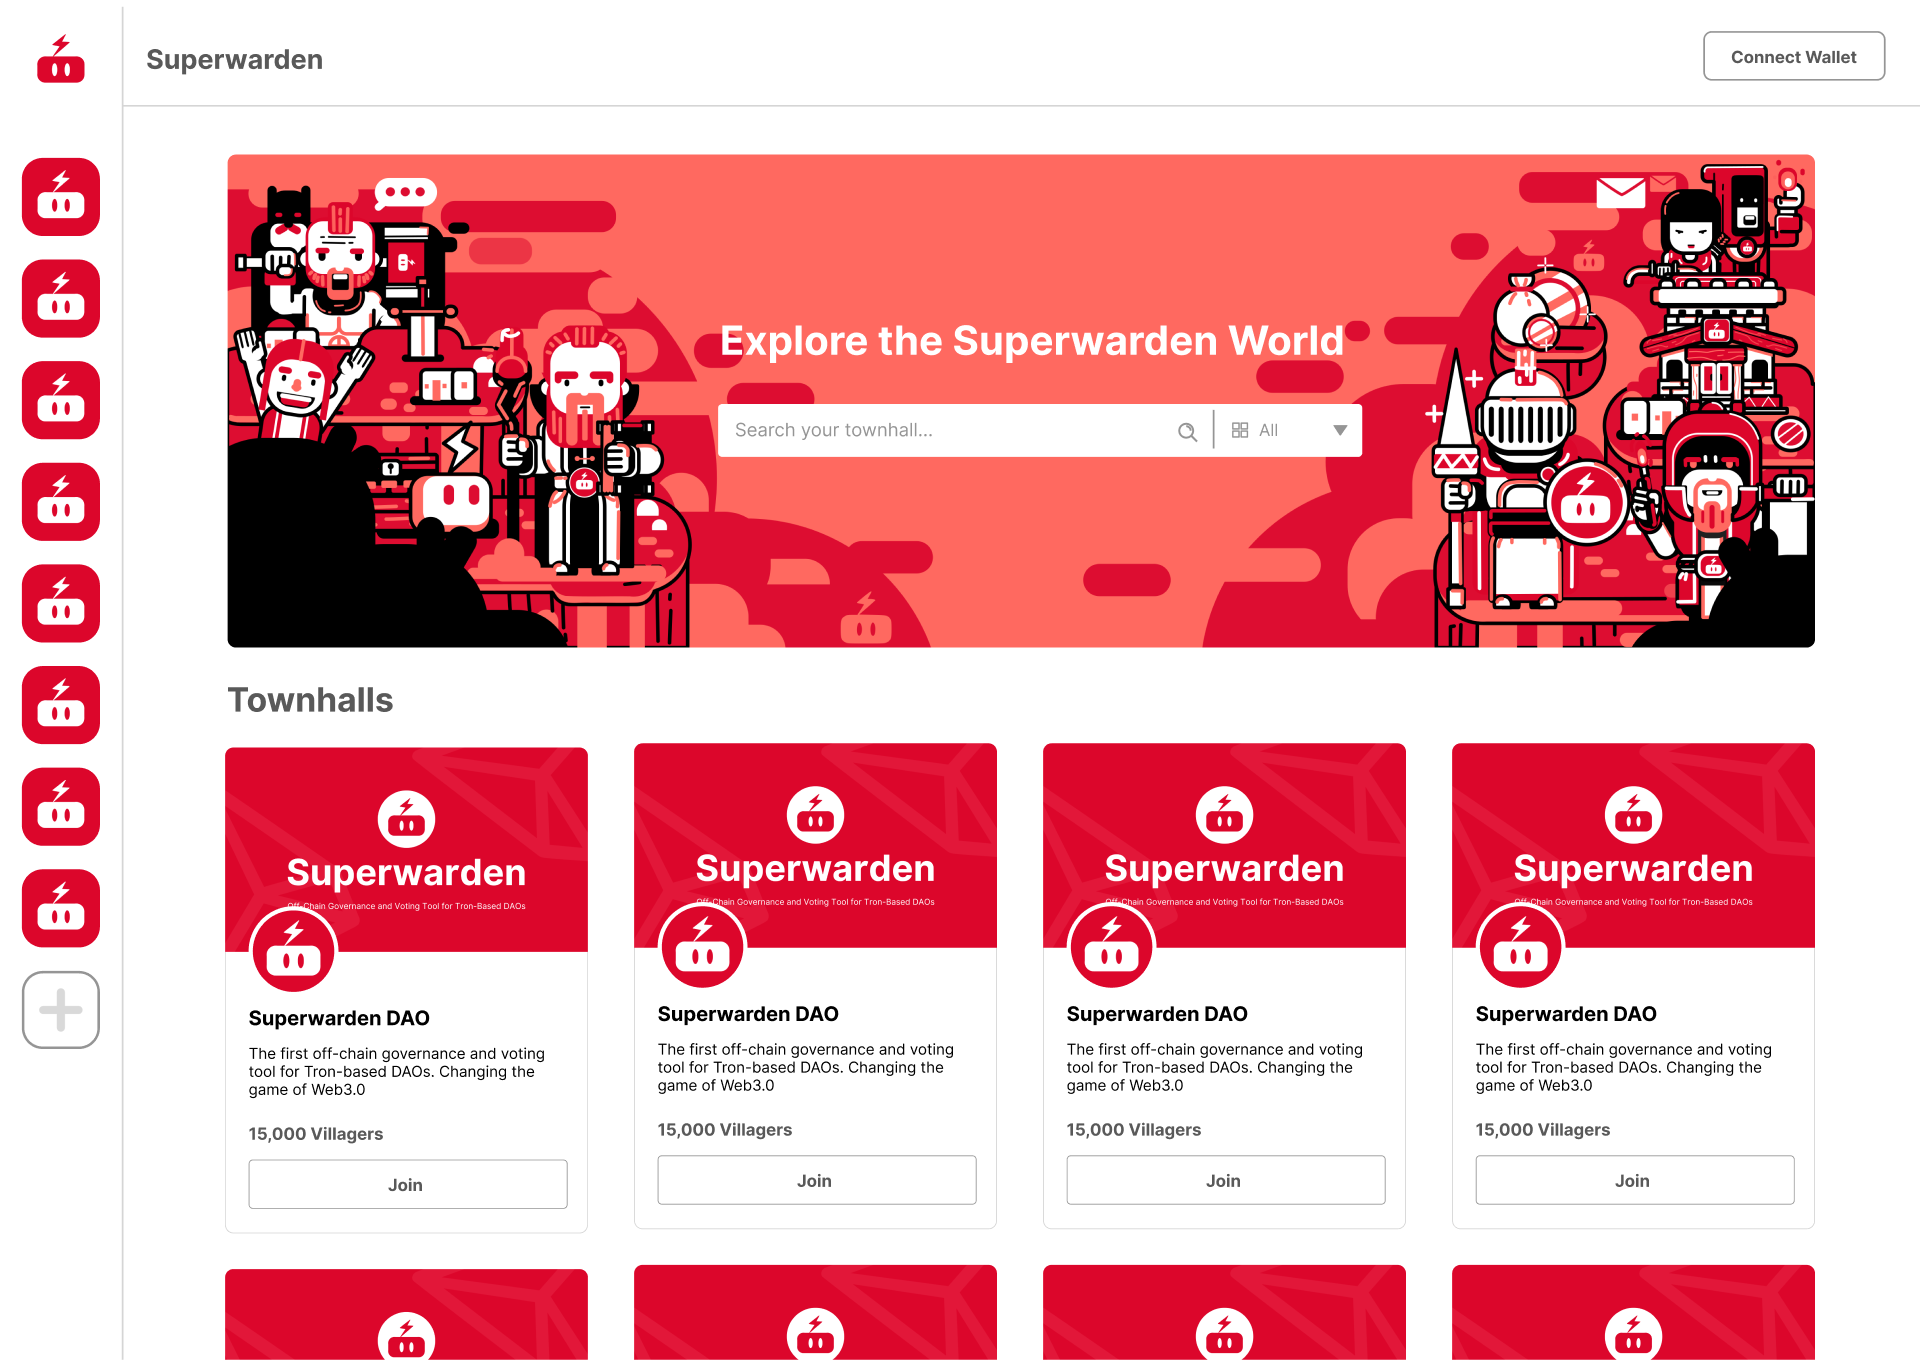 Superwarden
Connect Wallet
Explore the Superwarden World
Search your townhall...
All
Townhalls
Superwarden
Off-Chain Governance and Voting Tool for Tron-Based DAOs
Superwarden DAO
The first off-chain governance and voting
tool for Tron-based DAOs. Changing the
game of Web3.0
15,000 Villagers
Join
Superwarden
Off-Chain Governance and Voting Tool for Tron-Based DAOs
Superwarden DAO
The first off-chain governance and voting
tool for Tron-based DAOs. Changing the
game of Web3.0
15,000 Villagers
Join
Superwarden
Off-Chain Governance and Voting Tool for Tron-Based DAOs
Superwarden DAO
The first off-chain governance and voting
tool for Tron-based DAOs. Changing the
game of Web3.0
15,000 Villagers
Join
Superwarden
Off-Chain Governance and Voting Tool for Tron-Based DAOs
Superwarden DAO
The first off-chain governance and voting
tool for Tron-based DAOs. Changing the
game of Web3.0
15,000 Villagers
Join